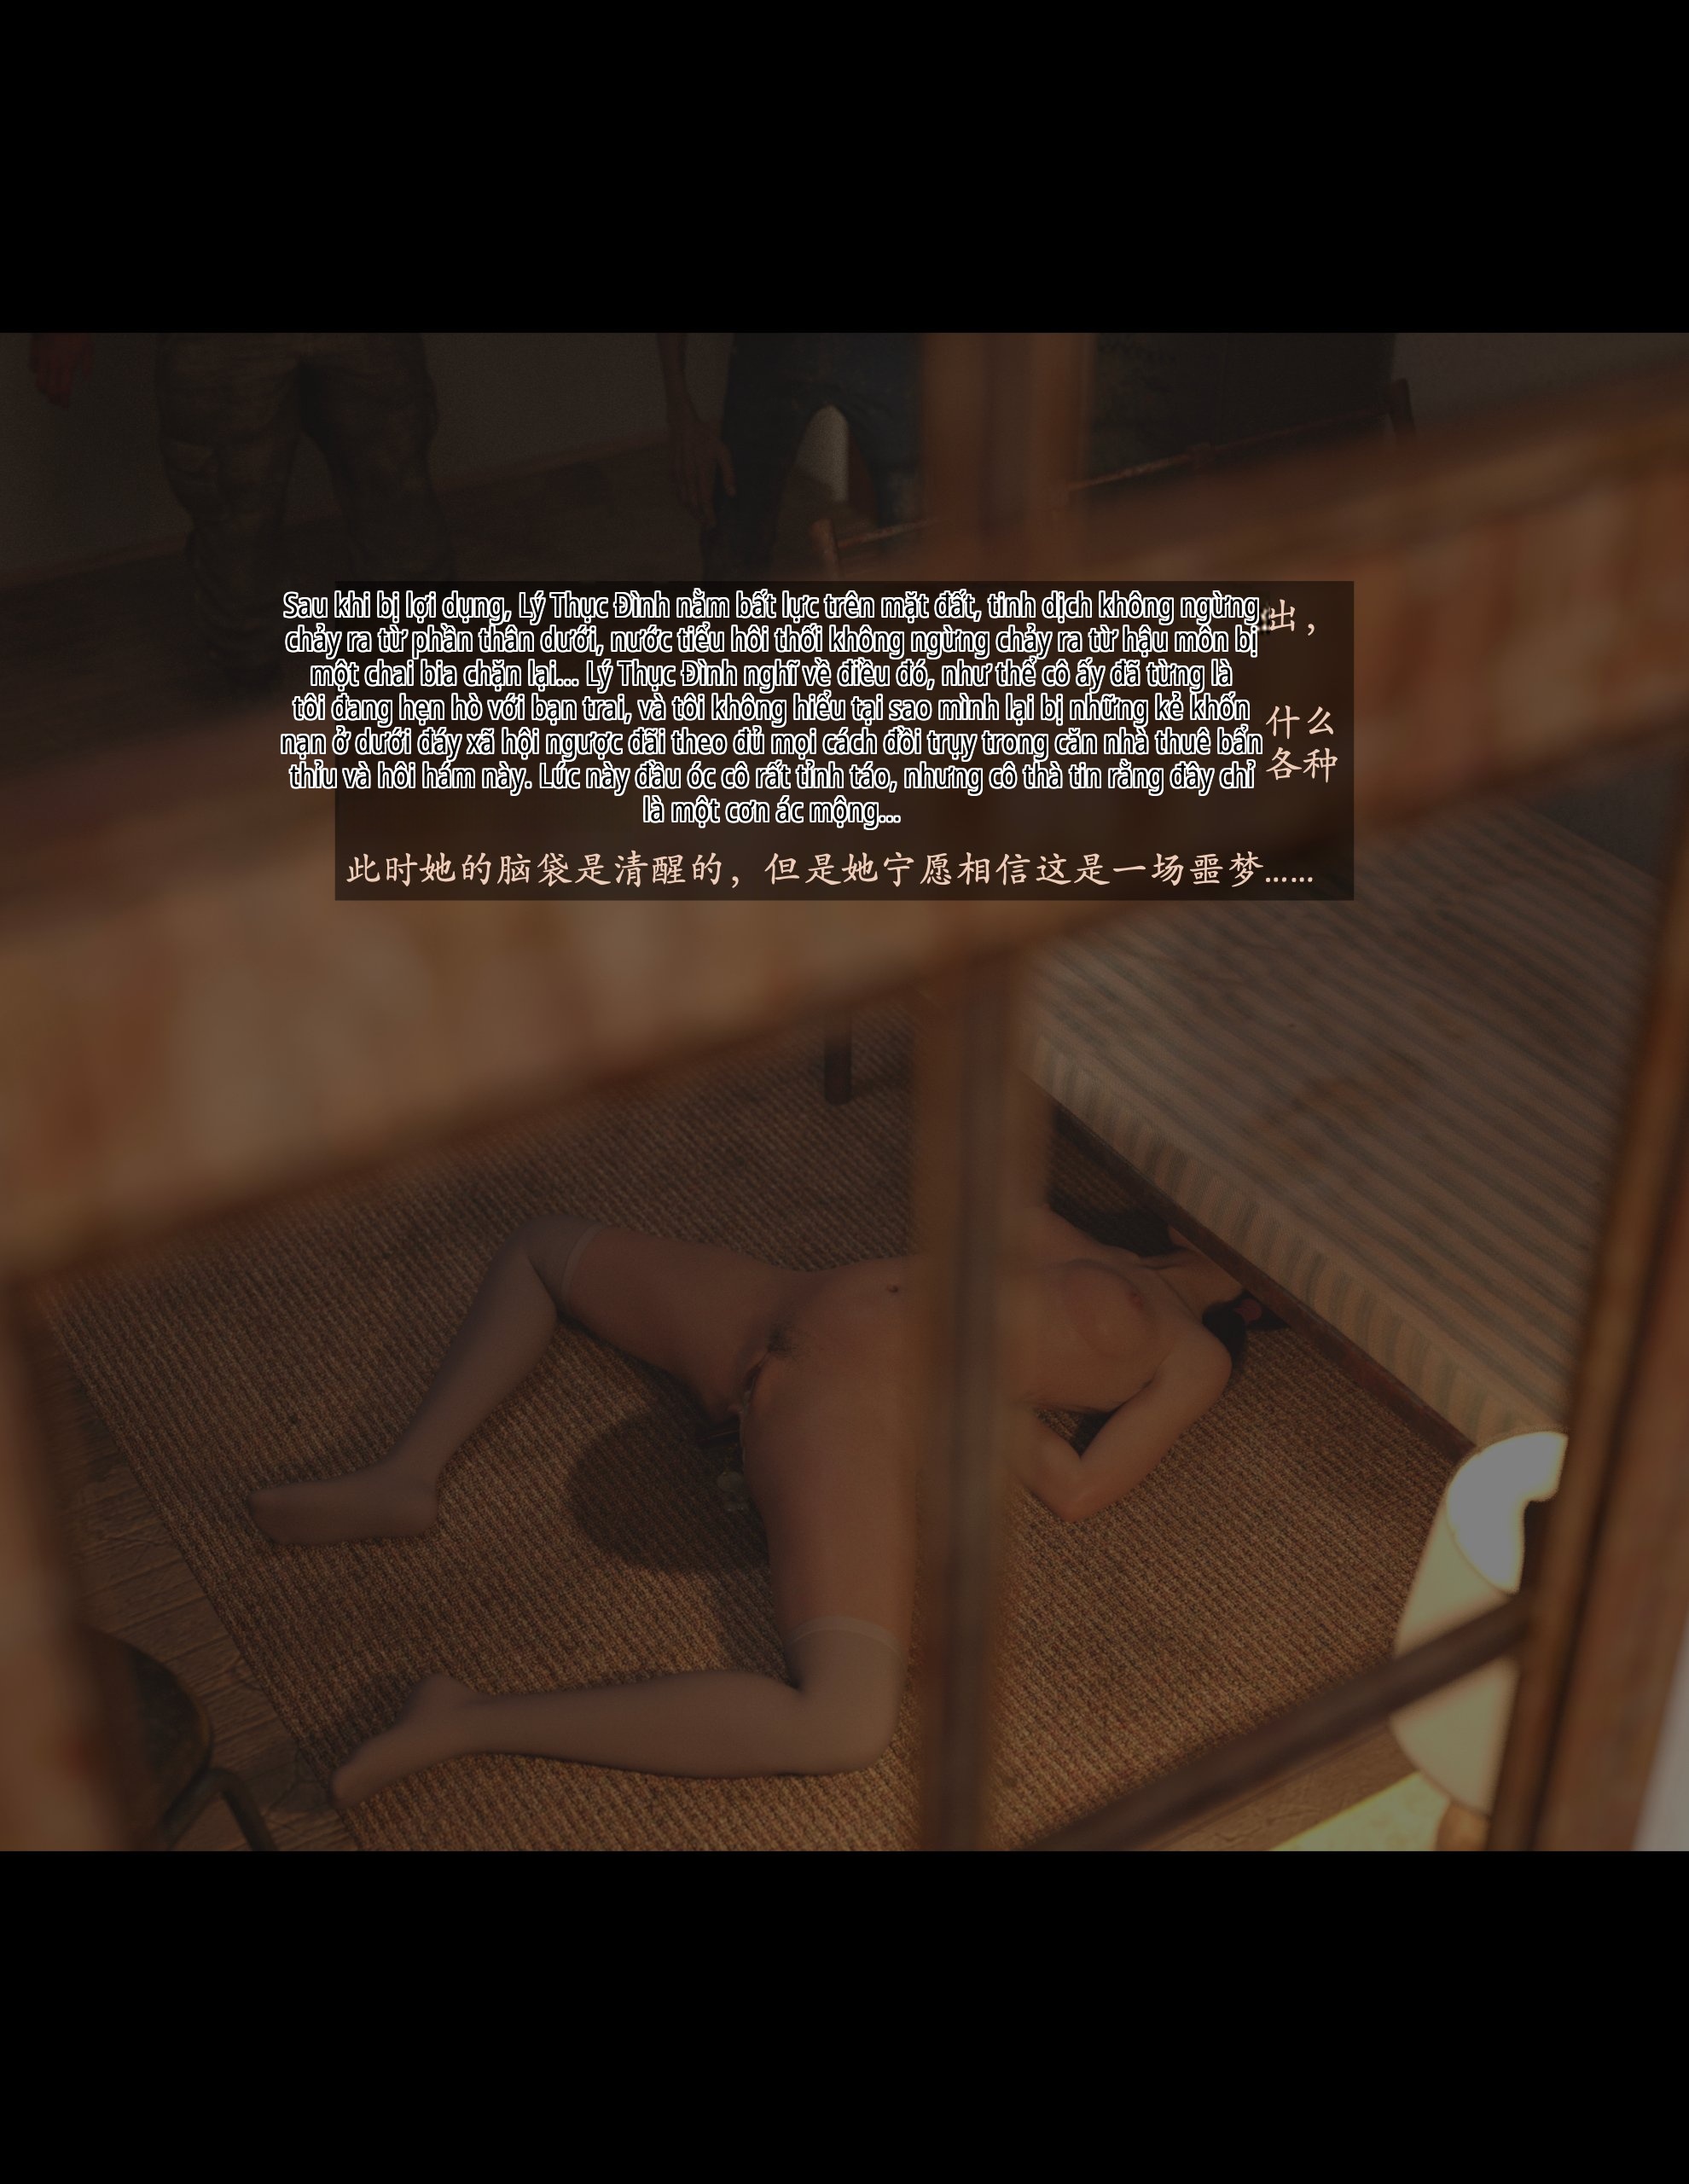 Sau khi bị lợi dụng, Lý Thục Đình nằm bất lực trên mặt đất, tinh dịch không ngừng
出，
chảy ra từ phần thân dưới, nước tiểu hôi thối không ngừng chảy ra từ hậu môn bị
một chai bia chặn lại... Lý Thục Đình nghĩ về điều đó, như thể cô ấy đã từng là
tôi đang hẹn hò với bạn trai, và tôi không hiểu tại sao mình lại bị những kẻ khốn
什么
nạn ở dưới đáy xã hội ngược đãi theo đủ mọi cách đồi trụy trong căn nhà thuê bẩn
各种
thỉu và hôi hám này. Lúc này đầu óc cô rất tỉnh táo, nhưng cô thà tin rằng đây chỉ
là một cơn ác mộng...
此时她的脑袋是清醒的，但是她宁愿相信这是一场噩梦......